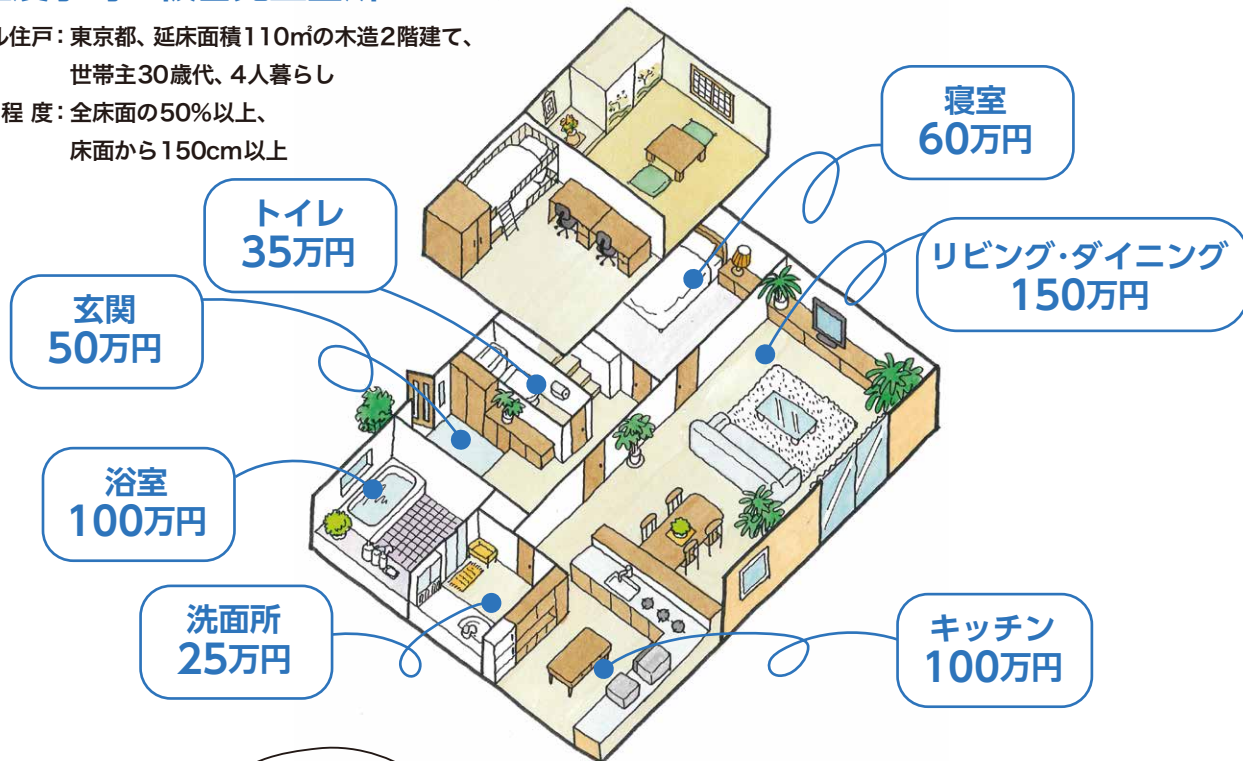 ル住戸：東京都、延床面積110㎡の木造2階建て、
世帯主30歳代、4人暮らし
程 度：全床面の50%以上、
床面から150cm以上
寝室
60万円
トイレ
35万円
リビング・ダイニング
150万円
玄関
50万円
浴室
100万円
洗面所
25万円
キッチン
100万円